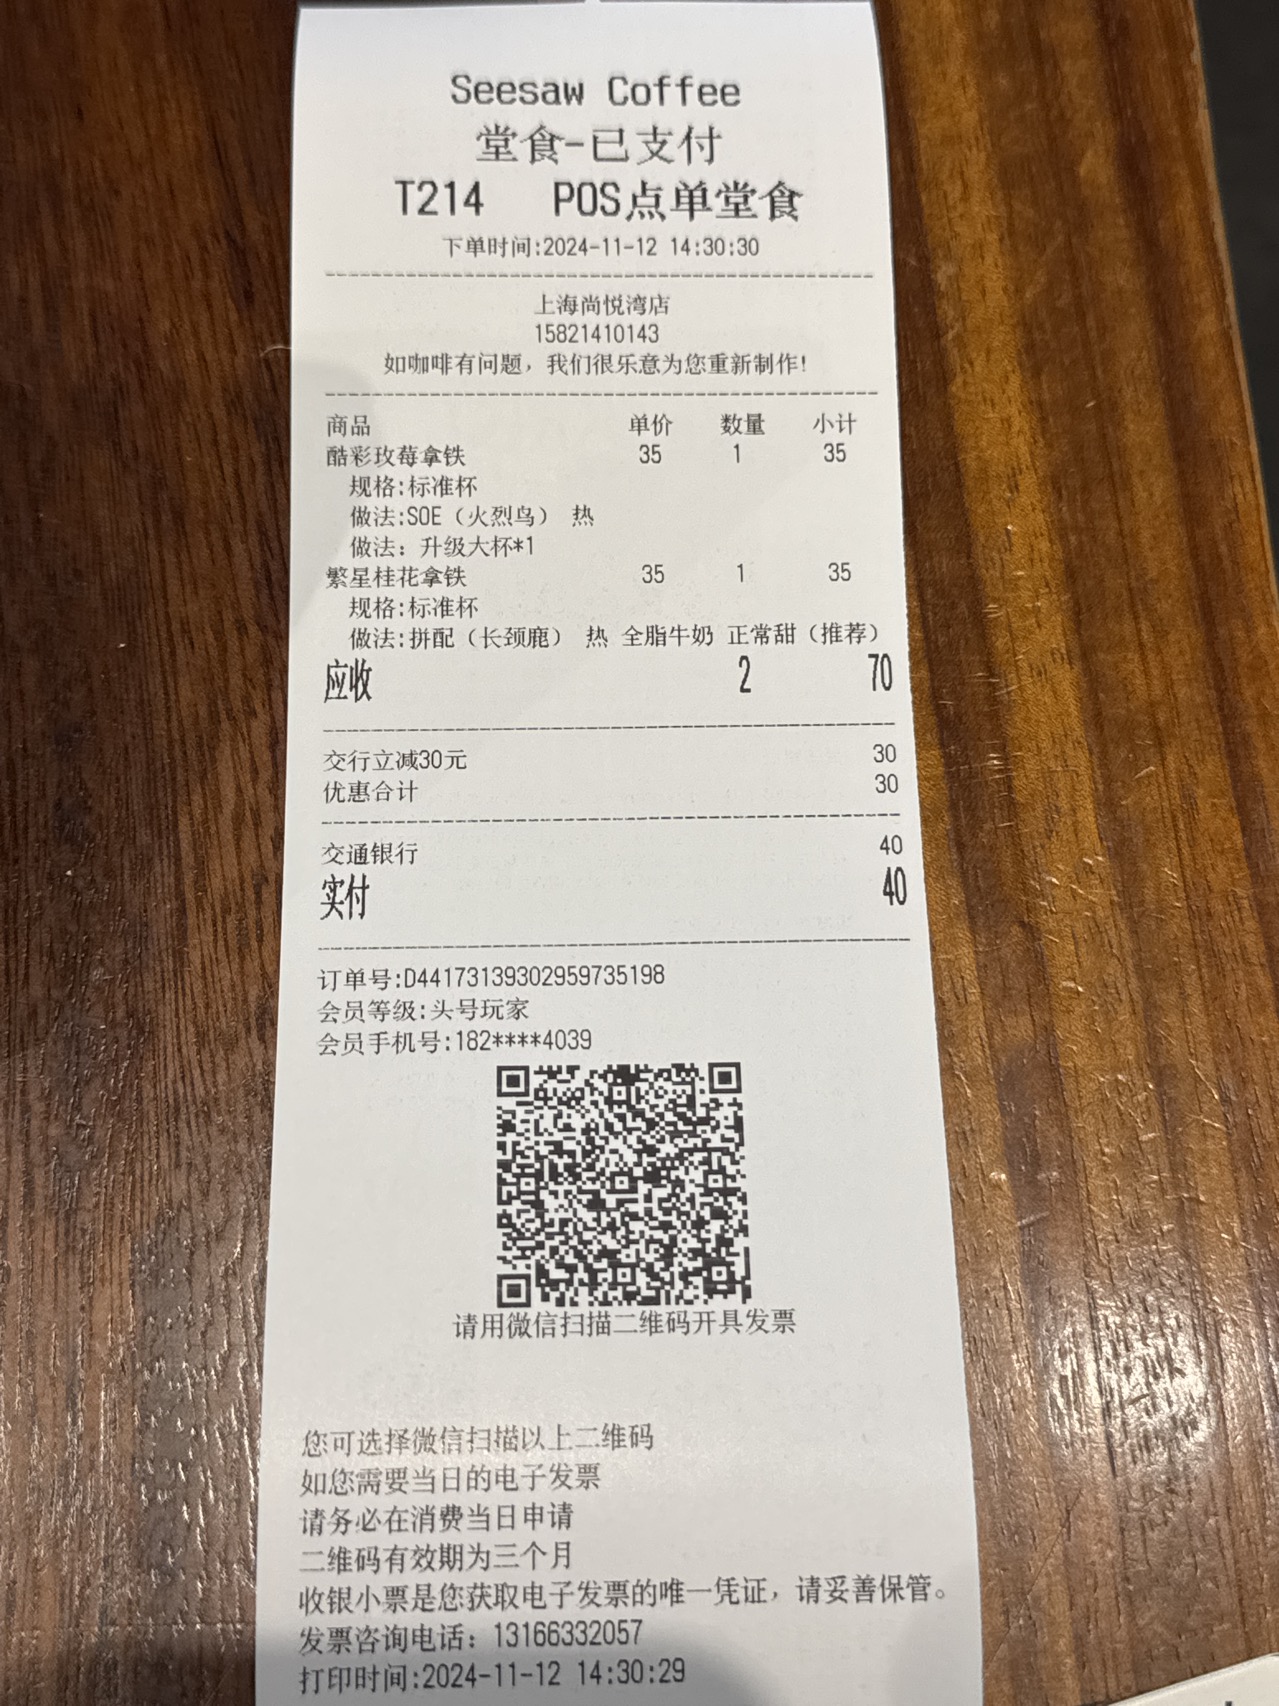 Seesaw Coffee
堂食-已支付
T214 POS点单堂食
下单时间:2024-11-12 14:30:30
上海尚悦湾店
15821410143
如咖啡有问题，我们很乐意为您重新制作!
商品 单价 数量 小计
酷彩玫莓拿铁 35 1 35
规格:标准杯
做法:SOE（火烈鸟） 热
做法：升级大杯*1
繁星桂花拿铁 35 1 35
规格:标准杯
做法:拼配（长颈鹿） 热 全脂牛奶 正常甜（推荐）
应收 2 70
交行立减30元 30
优惠合计 30
交通银行 40
实付 40
订单号:D44173139302959735198
会员等级:头号玩家
会员手机号:182****4039
请用微信扫描二维码开具发票
您可选择微信扫描以上二维码
如您需要当日的电子发票
请务必在消费当日申请
二维码有效期为三个月
收银小票是您获取电子发票的唯一凭证，请妥善保管。
发票咨询电话：13166332057
打印时间:2024-11-12 14:30:29